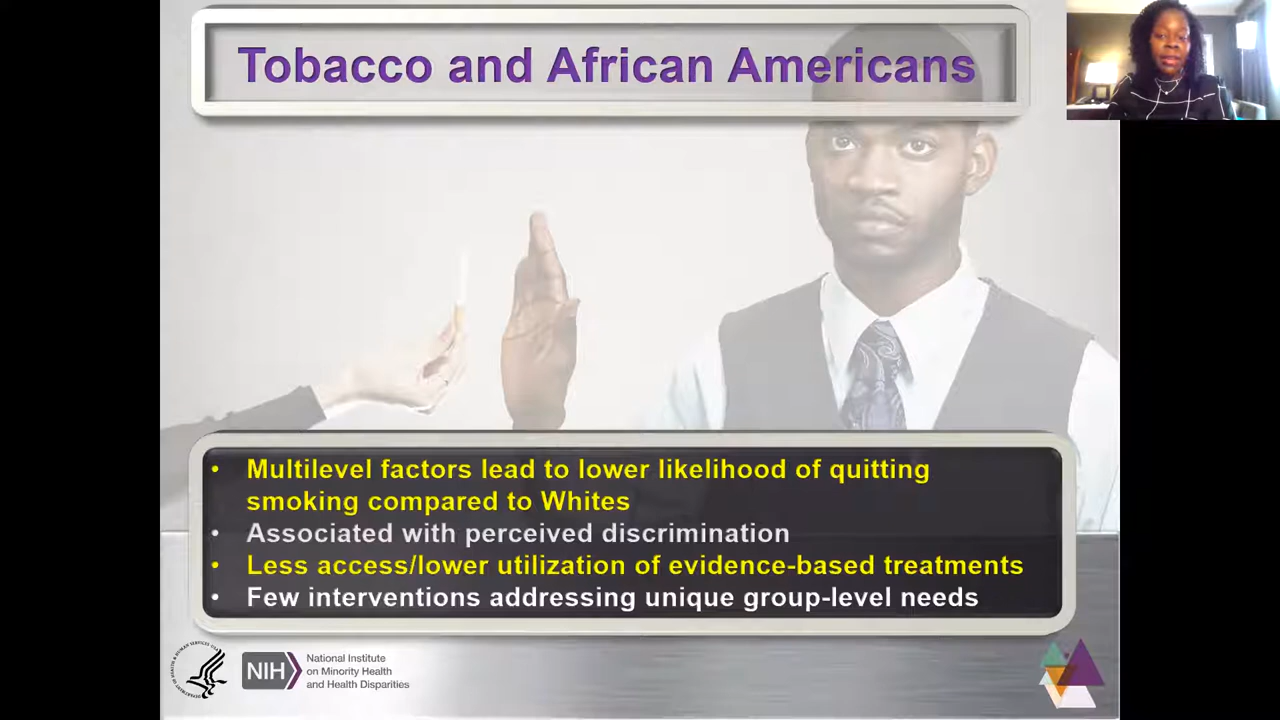 Tobacco and African Americans
• Multilevel factors lead to lower likelihood of quitting
smoking compared to Whites
• Associated with perceived discrimination
• Less access/lower utilization of evidence-based treatments
• Few interventions addressing unique group-level needs
NIH
National Institute
on Minority Health
and Health Disparities